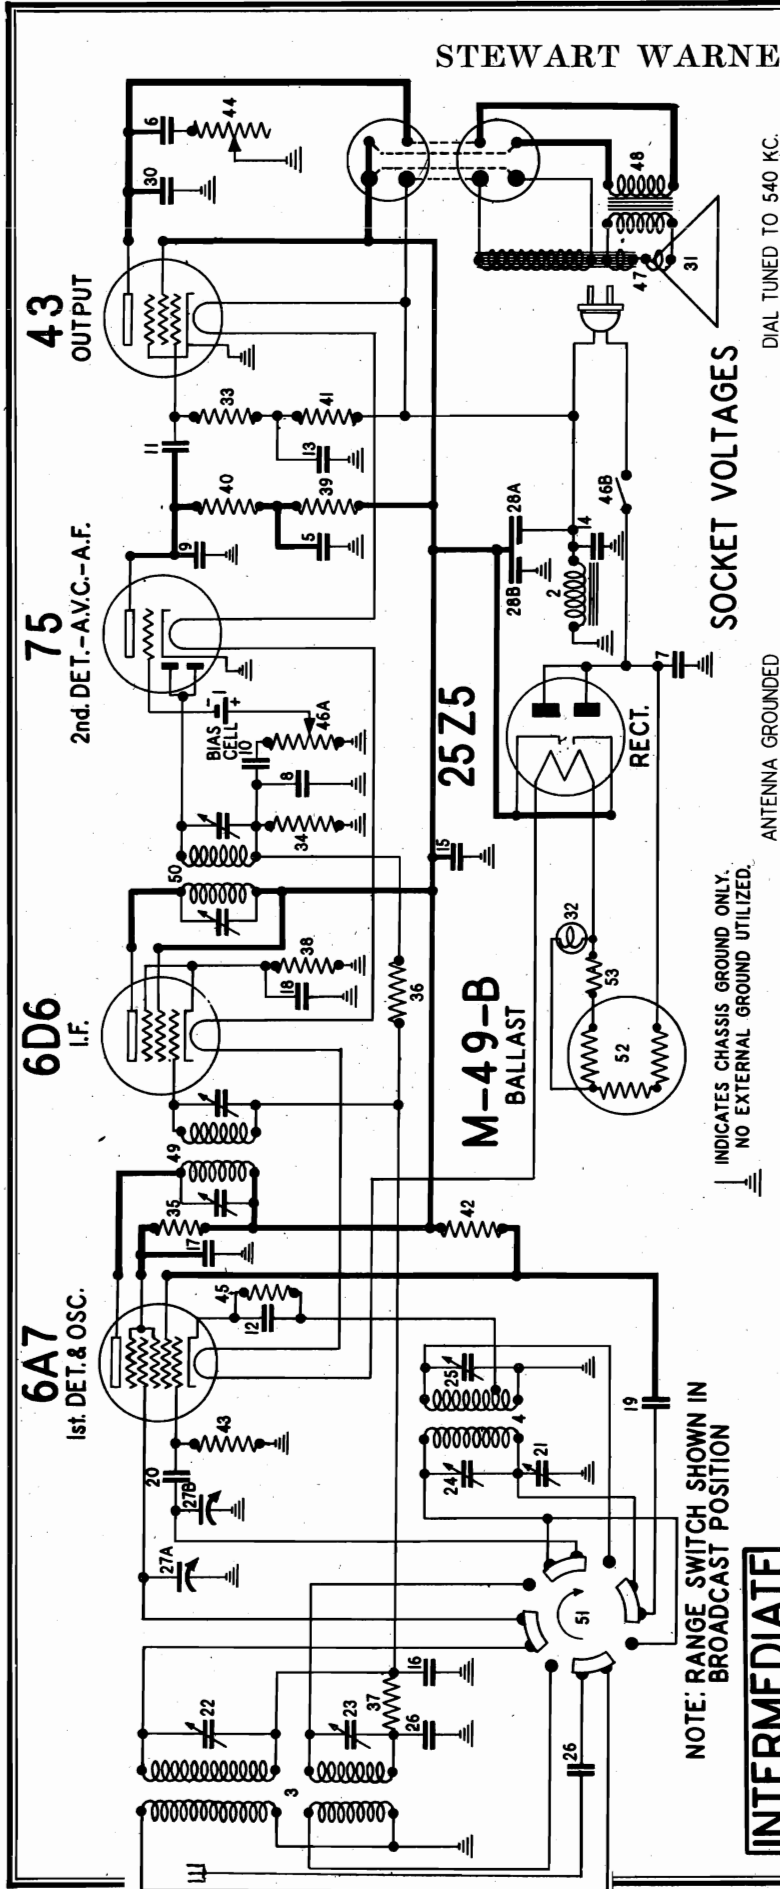 STEWART WARNE
44
6
30
43
OUTPUT
48
47
31
DIAL TUNED TO 540 KC.
11
33
41
13
40
39
5
9
75
2nd. DET.–A.V.C.–A.F.
28A
28B
46B
14
2
SOCKET VOLTAGES
BIAS
CELL
– 1
+
10
46A
8
34
25Z5
RECT.
7
ANTENNA GROUNDED
50
15
6D6
I.F.
38
18
36
32
53
52
M–49–B
BALLAST
INDICATES CHASSIS GROUND ONLY.
NO EXTERNAL GROUND UTILIZED.
49
35
17
42
6A7
1st. DET. & OSC.
45
12
43
20
27B
27A
25
4
24
21
19
51
NOTE: RANGE SWITCH SHOWN IN
BROADCAST POSITION
22
16
37
23
26
3
26
INTERMEDIATE